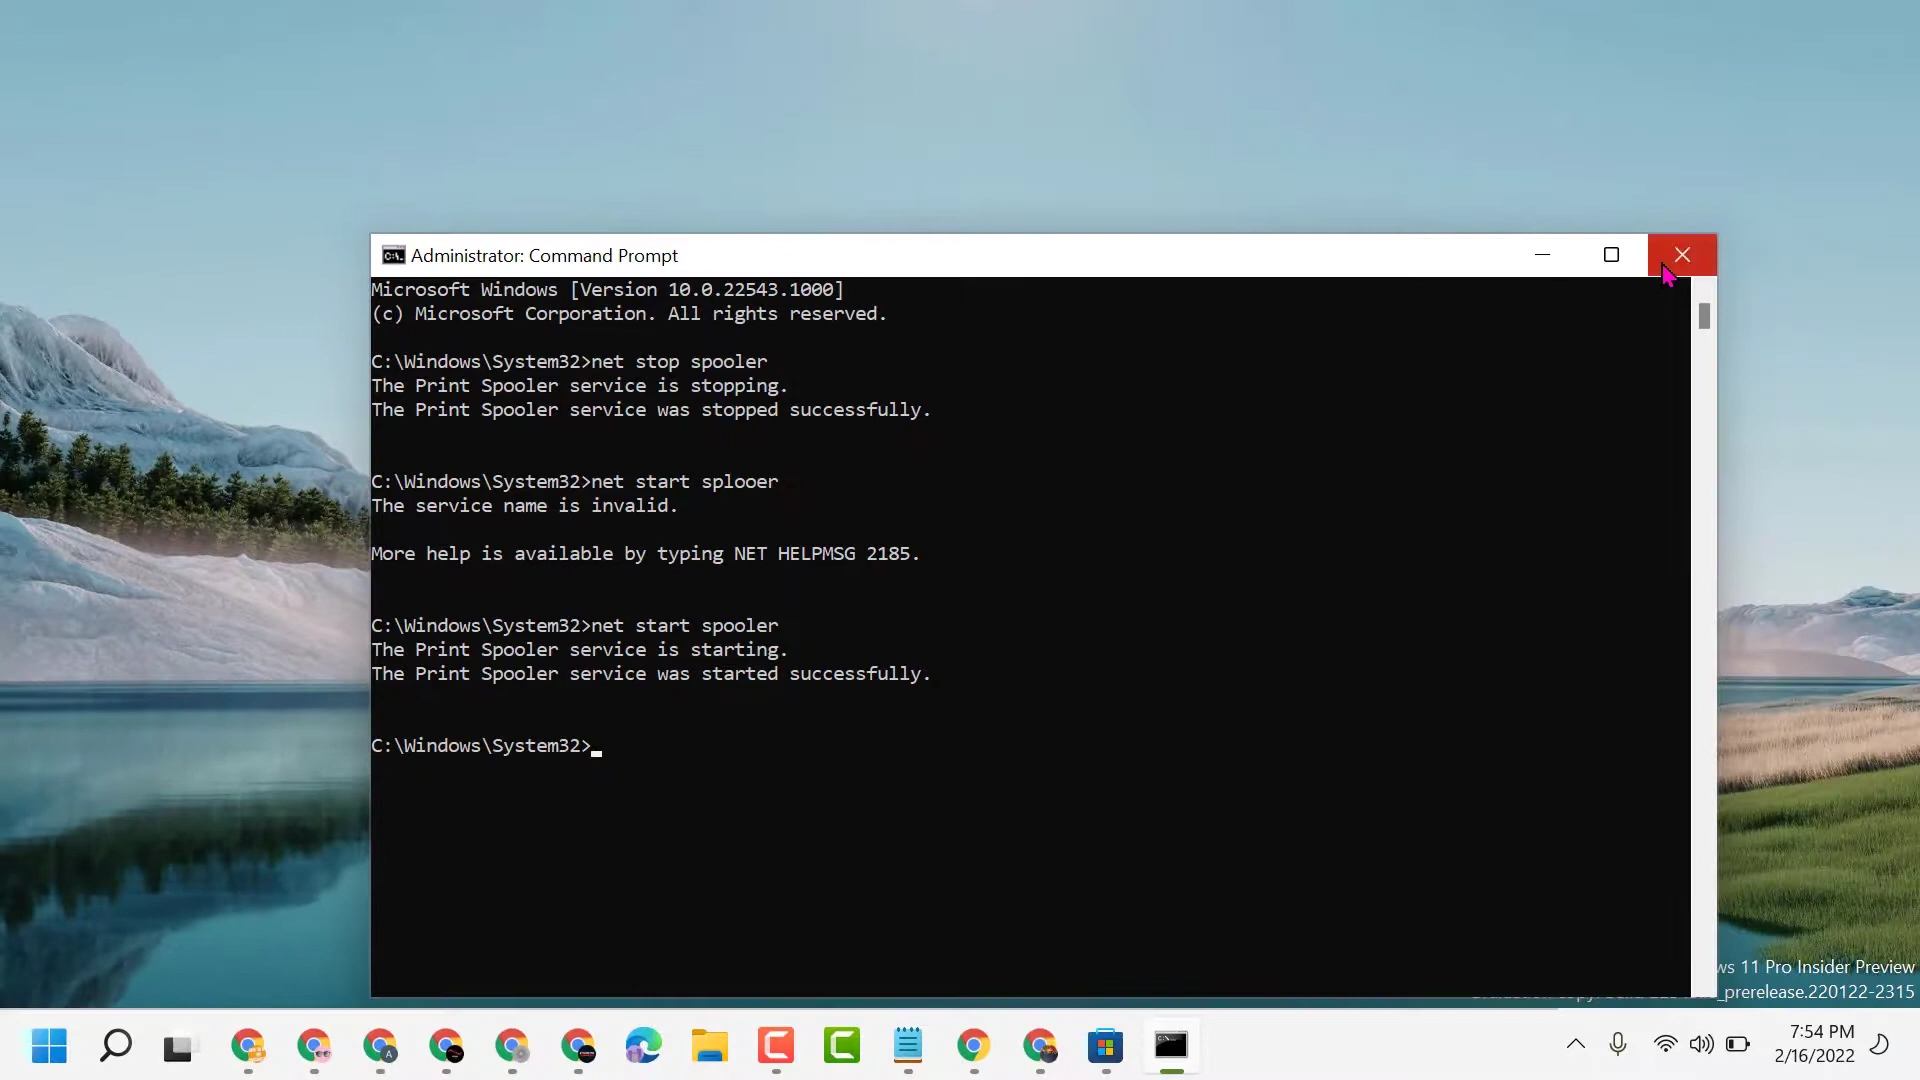 Administrator: Command Prompt
Microsoft Windows [Version 10.0.22543.1000]
(c) Microsoft Corporation. All rights reserved.
C:\Windows\System32>net stop spooler
The Print Spooler service is stopping.
The Print Spooler service was stopped successfully.
C:\Windows\System32>net start splooer
The service name is invalid.
More help is available by typing NET HELPMSG 2185.
C:\Windows\System32>net start spooler
The Print Spooler service is starting.
The Print Spooler service was started successfully.
C:\Windows\System32>
ws 11 Pro Insider Preview
_prerelease.220122-2315
7:54 PM
2/16/2022